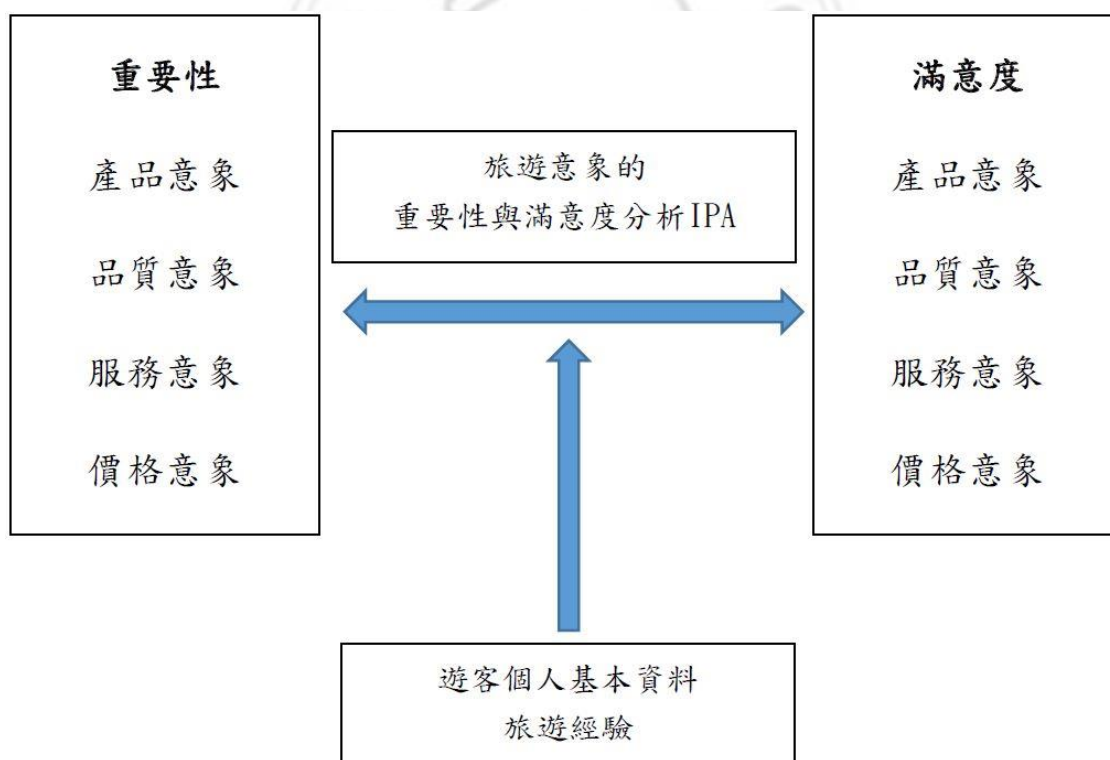 重要性
產品意象
品質意象
服務意象
價格意象
旅遊意象的
重要性與滿意度分析IPA
滿意度
產品意象
品質意象
服務意象
價格意象
遊客個人基本資料
旅遊經驗